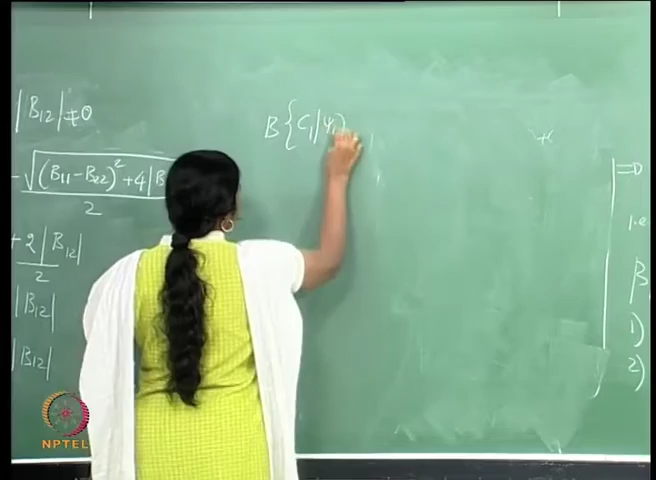 |B₁₂| ≠ 0
B{C₁|ψ₁⟩
√(B₁₁−B₂₂)²+4|B
2
+2|B₁₂|
2
|B₁₂|
|B₁₂|
⇒
i.e
B
1)
2)
NPTEL